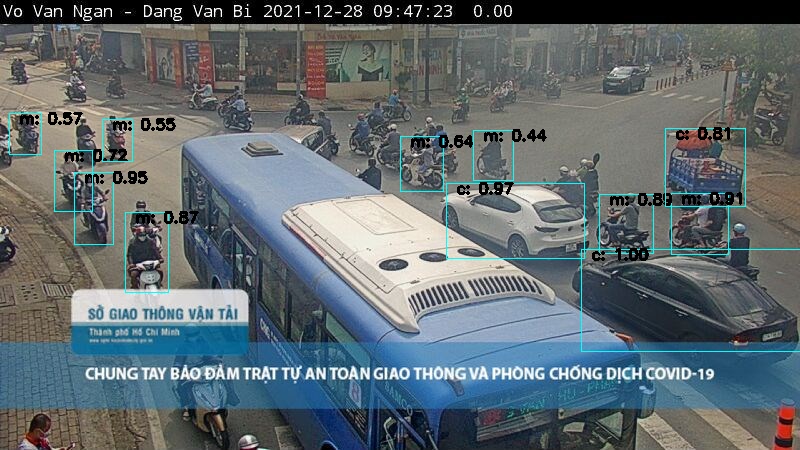 Vo Van Ngan - Dang Van Bi 2021-12-28 09:47:23 0.00
m: 0.57
m: 0.55
m: 0.72
m: 0.95
m: 0.87
m: 0.64
m: 0.44
c: 0.97
c: 0.81
m: 0.89
m: 0.91
c: 1.00
SỞ GIAO THÔNG VẬN TẢI
Thành phố Hồ Chí Minh
CHUNG TAY BẢO ĐẢM TRẬT TỰ AN TOÀN GIAO THÔNG VÀ PHÒNG CHỐNG DỊCH COVID-19